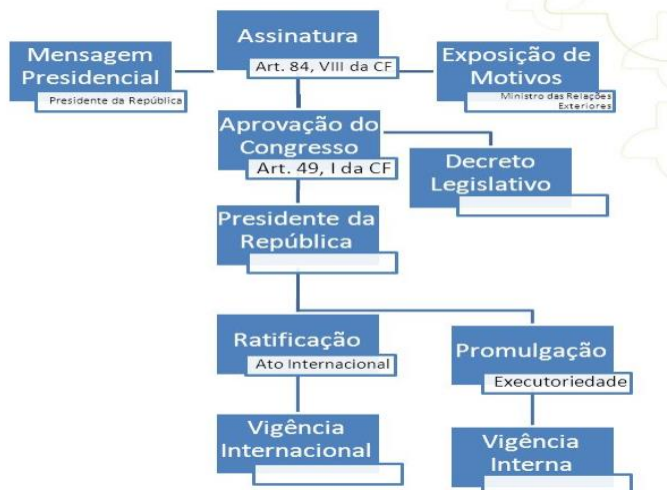 Mensagem
Presidencial
Presidente da República
Assinatura
Art. 84, VIII da CF
Exposição de
Motivos
Ministro das Relações
Exteriores
Aprovação do
Congresso
Art. 49, I da CF
Decreto
Legislativo
Presidente da
República
Ratificação
Ato Internacional
Promulgação
Executoriedade
Vigência
Internacional
Vigência
Interna